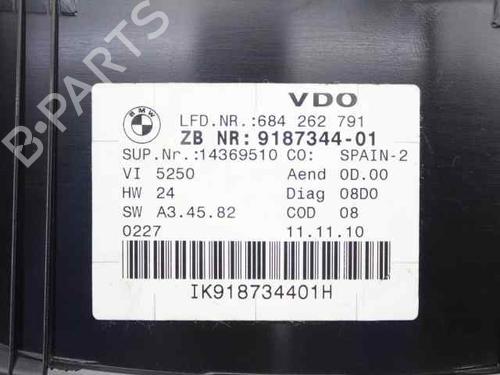 B-PARTS
BMW
VDO
LFD.NR.:684 262 791
ZB NR: 9187344-01
SUP.Nr.:14369510 CO: SPAIN-2
VI 5250 Aend 0D.00
HW 24 Diag 08D0
SW A3.45.82 COD 08
0227 11.11.10
IK918734401H